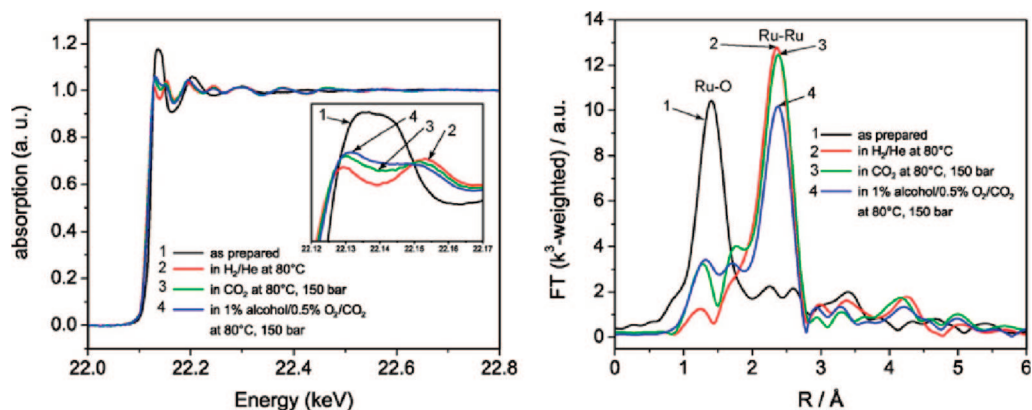 absorption (a. u.)
1.2
1.0
0.8
0.6
0.4
0.2
0.0
1
4
3
2
22.12 22.13 22.14 22.15 22.16 22.17
1 as prepared
2 in H2/He at 80°C
3 in CO2 at 80°C, 150 bar
4 in 1% alcohol/0.5% O2/CO2
at 80°C, 150 bar
22.0 22.2 22.4 22.6 22.8
Energy (keV)
FT (k³-weighted) / a.u.
14
12
10
8
6
4
2
0
Ru-Ru
2
3
Ru-O
1
4
1 as prepared
2 in H2/He at 80°C
3 in CO2 at 80°C, 150 bar
4 in 1% alcohol/0.5% O2/CO2
at 80°C, 150 bar
0 1 2 3 4 5 6
R / Å